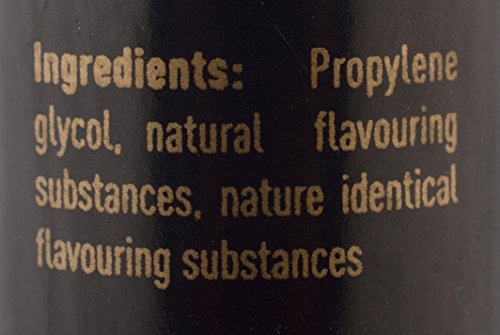 Ingredients: Propylene
glycol, natural flavouring
substances, nature identical
flavouring substances